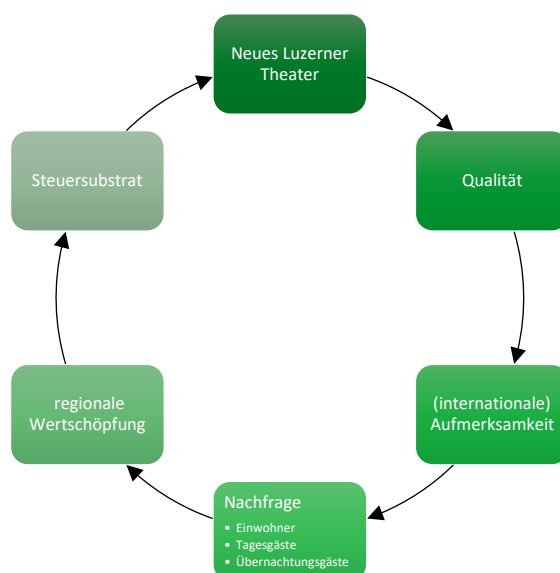 Neues Luzerner
Theater
Qualität
(internationale)
Aufmerksamkeit
Nachfrage
• Einwohner
• Tagesgäste
• Übernachtungsgäste
regionale
Wertschöpfung
Steuersubstrat